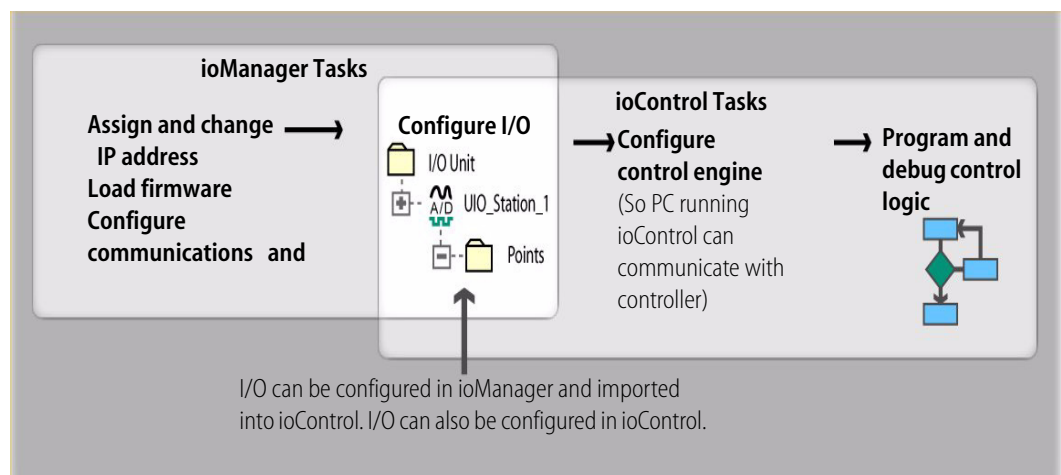 ioManager Tasks
Assign and change
IP address
Load firmware
Configure
communications and
Configure I/O
I/O Unit
A/D
UIO_Station_1
Points
ioControl Tasks
Configure
control engine
(So PC running
ioControl can
communicate with
controller)
Program and
debug control
logic
I/O can be configured in ioManager and imported
into ioControl. I/O can also be configured in ioControl.